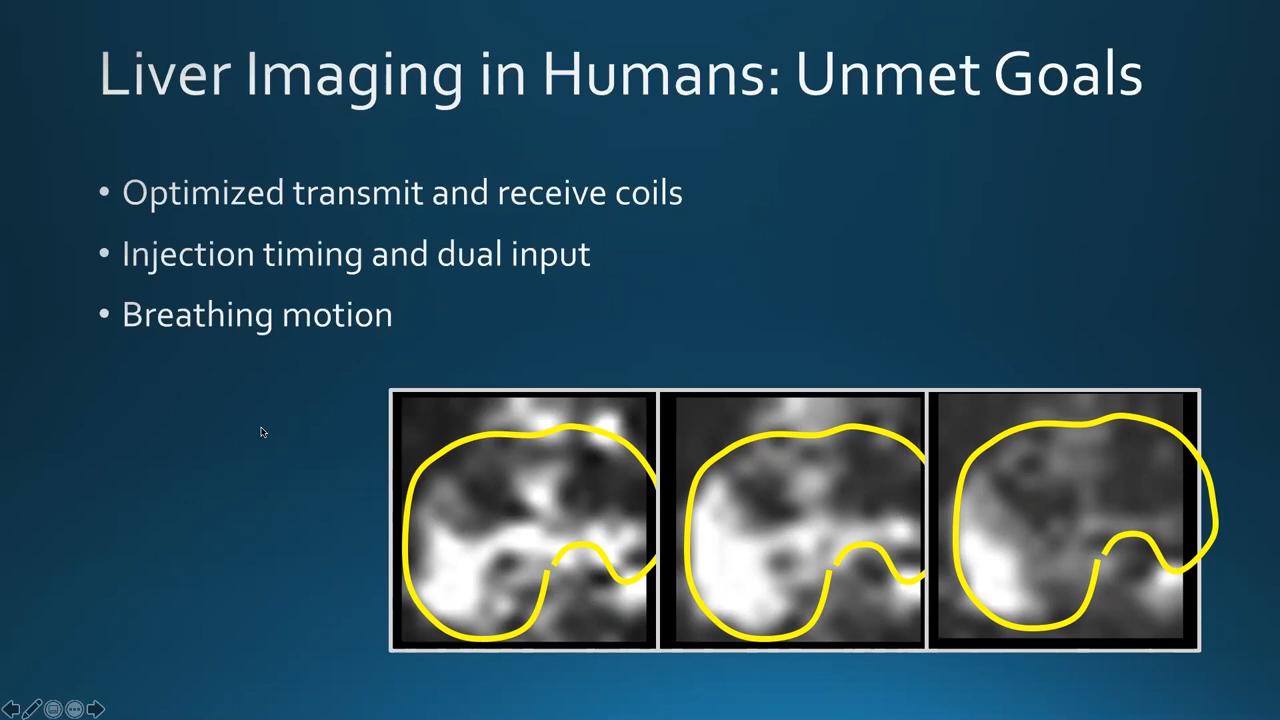 Liver Imaging in Humans: Unmet Goals
• Optimized transmit and receive coils
• Injection timing and dual input
• Breathing motion